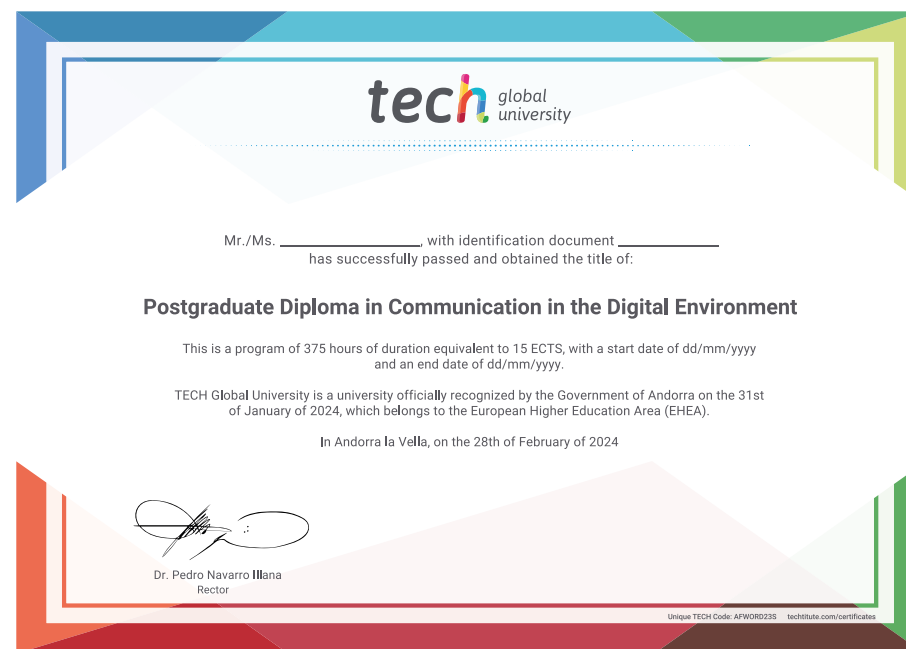 tech global university
Mr./Ms. ____________________, with identification document ______________
has successfully passed and obtained the title of:
Postgraduate Diploma in Communication in the Digital Environment
This is a program of 375 hours of duration equivalent to 15 ECTS, with a start date of dd/mm/yyyy
and an end date of dd/mm/yyyy.
TECH Global University is a university officially recognized by the Government of Andorra on the 31st
of January of 2024, which belongs to the European Higher Education Area (EHEA).
In Andorra la Vella, on the 28th of February of 2024
Dr. Pedro Navarro Illana
Rector
Unique TECH Code: AFWORD23S techtitute.com/certificates